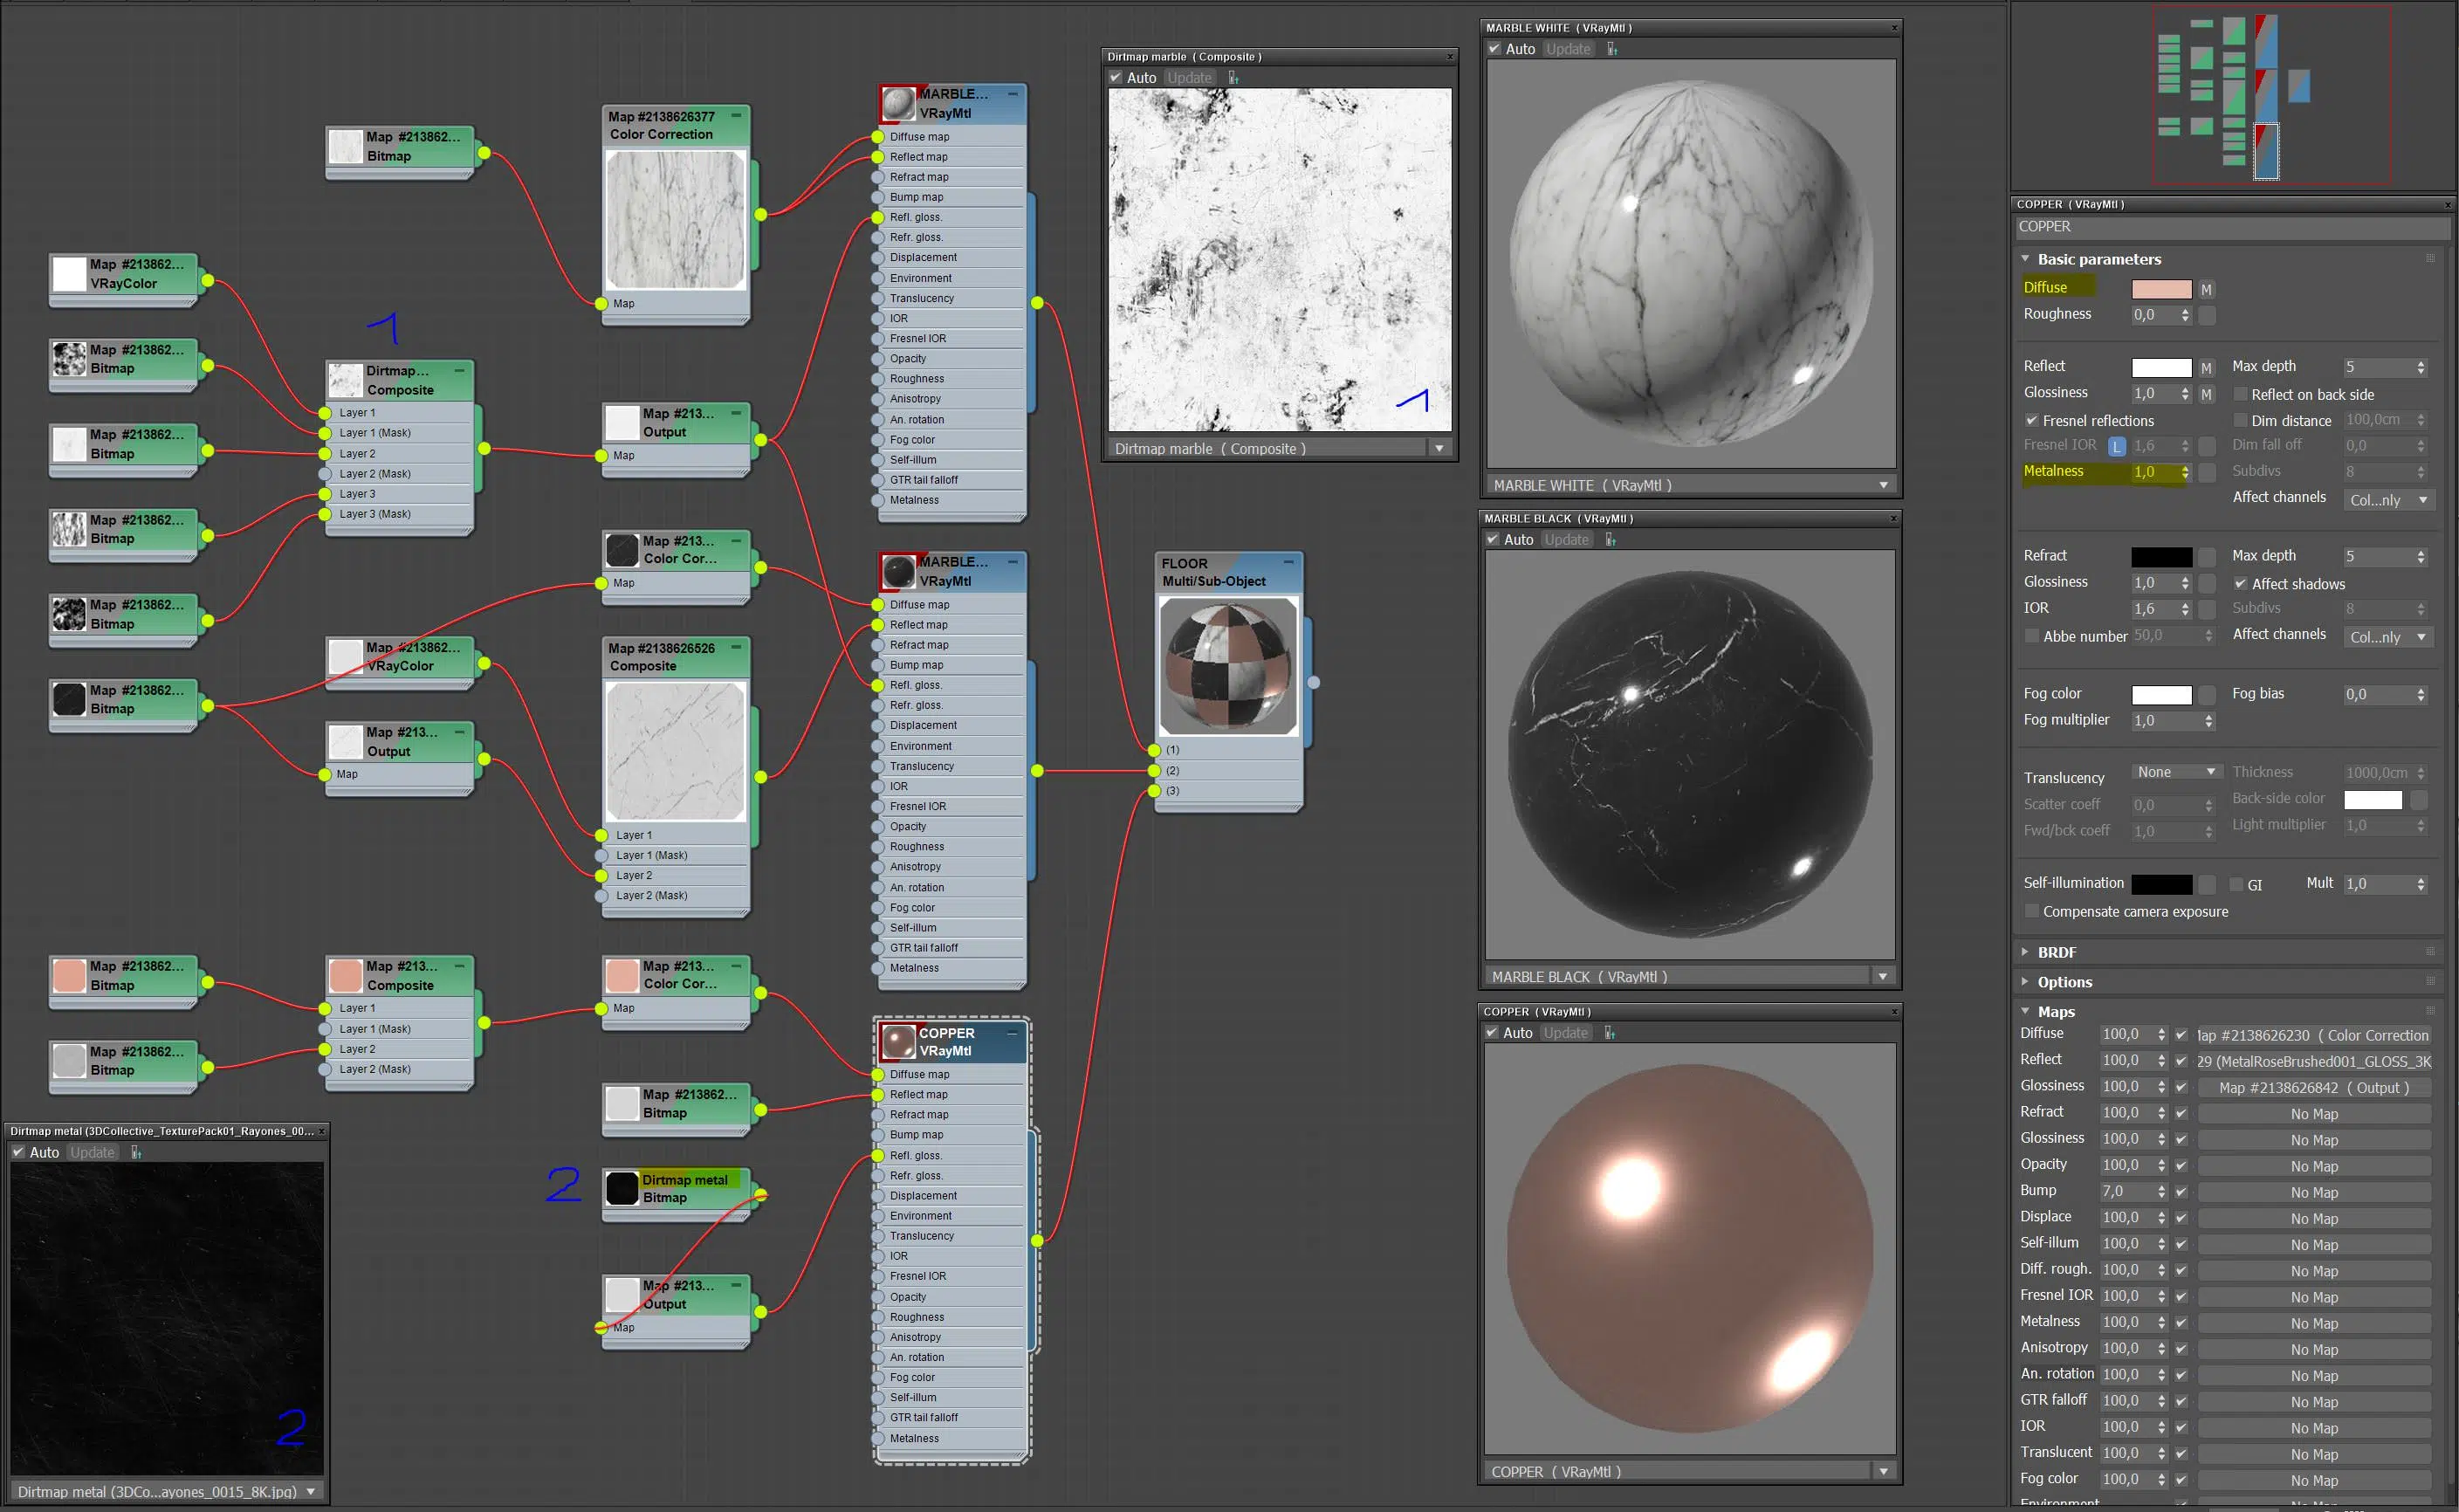 Map #213862...
Bitmap
Map #213862...
VRayColor
Map #213862...
Bitmap
Map #213862...
Bitmap
Map #213862...
Bitmap
Map #213862...
Bitmap
Map #213862...
Bitmap
1
Dirtmap...
Composite
Layer 1
Layer 1 (Mask)
Layer 2
Layer 2 (Mask)
Layer 3
Layer 3 (Mask)
Map #213862...
VRayColor
Map #213...
Output
Map
Map #2138626377
Color Correction
Map
Map #213...
Output
Map
Map #213...
Color Cor...
Map
Map #2138626526
Composite
Layer 1
Layer 1 (Mask)
Layer 2
Layer 2 (Mask)
Map #213862...
Bitmap
Map #213862...
Bitmap
Map #213...
Composite
Layer 1
Layer 1 (Mask)
Layer 2
Layer 2 (Mask)
Map #213...
Color Cor...
Map
Map #213862...
Bitmap
2
Dirtmap metal
Bitmap
Map #213...
Output
Map
Dirtmap metal (3DCollective_TexturePack01_Rayones_00...
Auto Update
2
Dirtmap metal (3DCo...ayones_0015_8K.jpg)
MARBLE...
VRayMtl
Diffuse map
Reflect map
Refract map
Bump map
Refl. gloss.
Refr. gloss.
Displacement
Environment
Translucency
IOR
Fresnel IOR
Opacity
Roughness
Anisotropy
An. rotation
Fog color
Self-illum
GTR tail falloff
Metalness
MARBLE...
VRayMtl
Diffuse map
Reflect map
Refract map
Bump map
Refl. gloss.
Refr. gloss.
Displacement
Environment
Translucency
IOR
Fresnel IOR
Opacity
Roughness
Anisotropy
An. rotation
Fog color
Self-illum
GTR tail falloff
Metalness
COPPER
VRayMtl
Diffuse map
Reflect map
Refract map
Bump map
Refl. gloss.
Refr. gloss.
Displacement
Environment
Translucency
IOR
Fresnel IOR
Opacity
Roughness
Anisotropy
An. rotation
Fog color
Self-illum
GTR tail falloff
Metalness
Dirtmap marble ( Composite )
Auto Update
1
Dirtmap marble ( Composite )
FLOOR
Multi/Sub-Object
(1)
(2)
(3)
MARBLE WHITE ( VRayMtl )
Auto Update
MARBLE WHITE ( VRayMtl )
MARBLE BLACK ( VRayMtl )
Auto Update
MARBLE BLACK ( VRayMtl )
COPPER ( VRayMtl )
Auto Update
COPPER ( VRayMtl )
COPPER ( VRayMtl )
COPPER
Basic parameters
Diffuse M
Roughness 0,0
Reflect M Max depth 5
Glossiness 1,0 M Reflect on back side
Fresnel reflections Dim distance 100,0cm
Fresnel IOR L 1,6 Dim fall off 0,0
Metalness 1,0 Subdivs 8
Affect channels Col...nly
Refract Max depth 5
Glossiness 1,0 Affect shadows
IOR 1,6 Subdivs 8
Abbe number 50,0 Affect channels Col...nly
Fog color Fog bias 0,0
Fog multiplier 1,0
Translucency None Thickness 1000,0cm
Scatter coeff 0,0 Back-side color
Fwd/bck coeff 1,0 Light multiplier 1,0
Self-illumination GI Mult 1,0
Compensate camera exposure
BRDF
Options
Maps
Diffuse 100,0 lap #2138626230 ( Color Correction
Reflect 100,0 29 (MetalRoseBrushed001_GLOSS_3K
Glossiness 100,0 Map #2138626842 ( Output )
Refract 100,0 No Map
Glossiness 100,0 No Map
Opacity 100,0 No Map
Bump 7,0 No Map
Displace 100,0 No Map
Self-illum 100,0 No Map
Diff. rough. 100,0 No Map
Fresnel IOR 100,0 No Map
Metalness 100,0 No Map
Anisotropy 100,0 No Map
An. rotation 100,0 No Map
GTR falloff 100,0 No Map
IOR 100,0 No Map
Translucent 100,0 No Map
Fog color 100,0 No Map